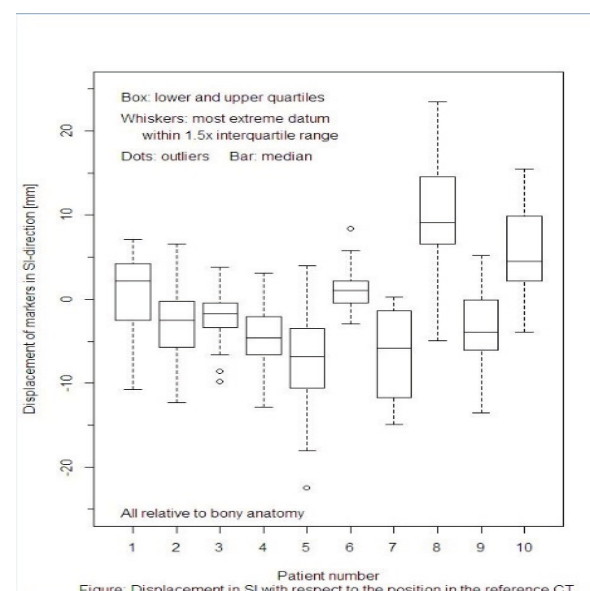 Box: lower and upper quartiles
Whiskers: most extreme datum
within 1.5x interquartile range
Dots: outliers Bar: median
Displacement of markers in SI-direction [mm]
20
10
0
-10
-20
All relative to bony anatomy
1 2 3 4 5 6 7 8 9 10
Patient number
Figure: Displacement in SI with respect to the position in the reference CT